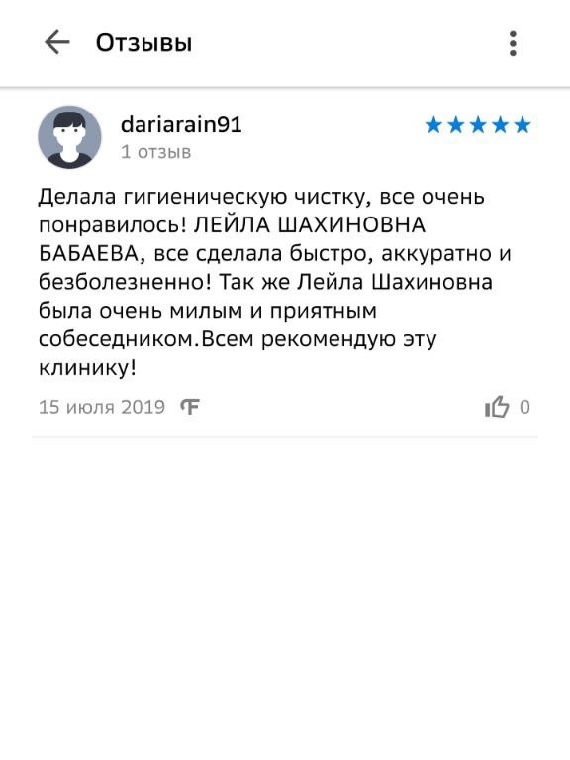 Отзывы
dariarain91
1 отзыв
Делала гигиеническую чистку, все очень
понравилось! ЛЕЙЛА ШАХИНОВНА
БАБАЕВА, все сделала быстро, аккуратно и
безболезненно! Так же Лейла Шахиновна
была очень милым и приятным
собеседником.Всем рекомендую эту
клинику!
15 июля 2019
0